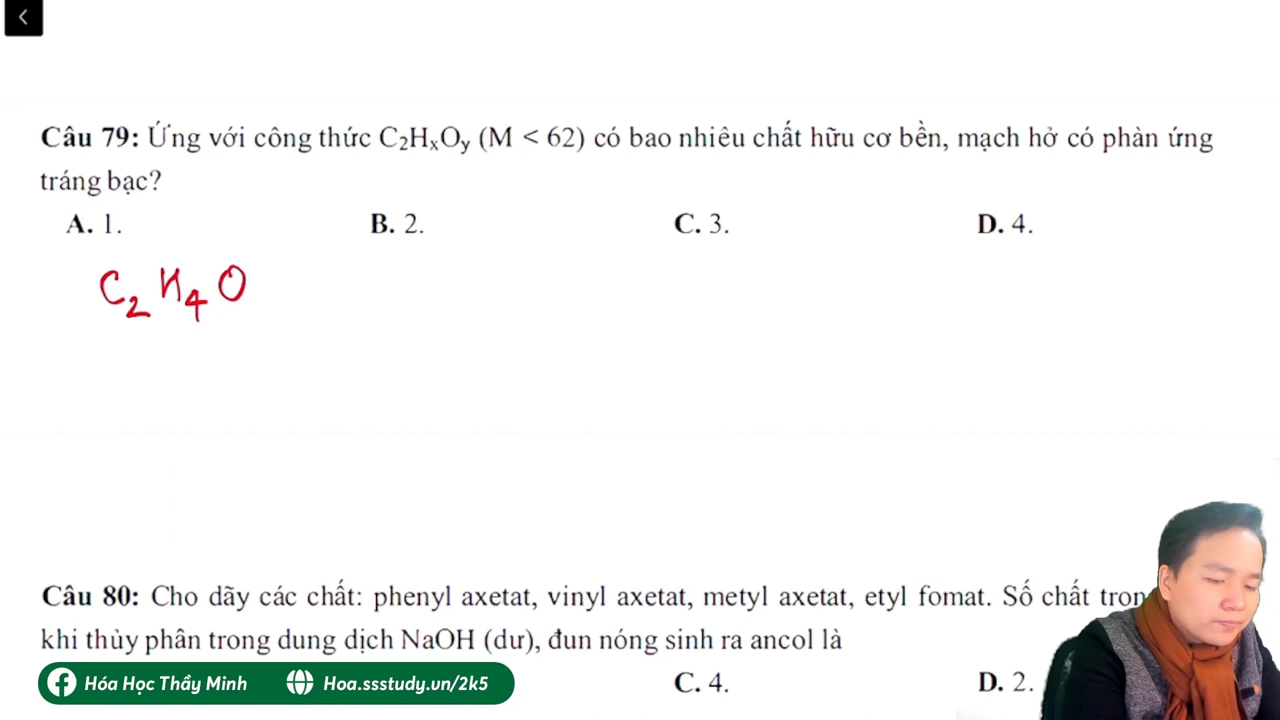 Câu 79: Ứng với công thức C₂HₓOᵧ (M < 62) có bao nhiêu chất hữu cơ bền, mạch hở có phản ứng
tráng bạc?
A. 1. B. 2. C. 3. D. 4.
C₂H₄O
Câu 80: Cho dãy các chất: phenyl axetat, vinyl axetat, metyl axetat, etyl fomat. Số chất
khi thủy phân trong dung dịch NaOH (dư), đun nóng sinh ra ancol là
C. 4. D. 2.
Hóa Học Thầy Minh Hoa.ssstudy.vn/2k5